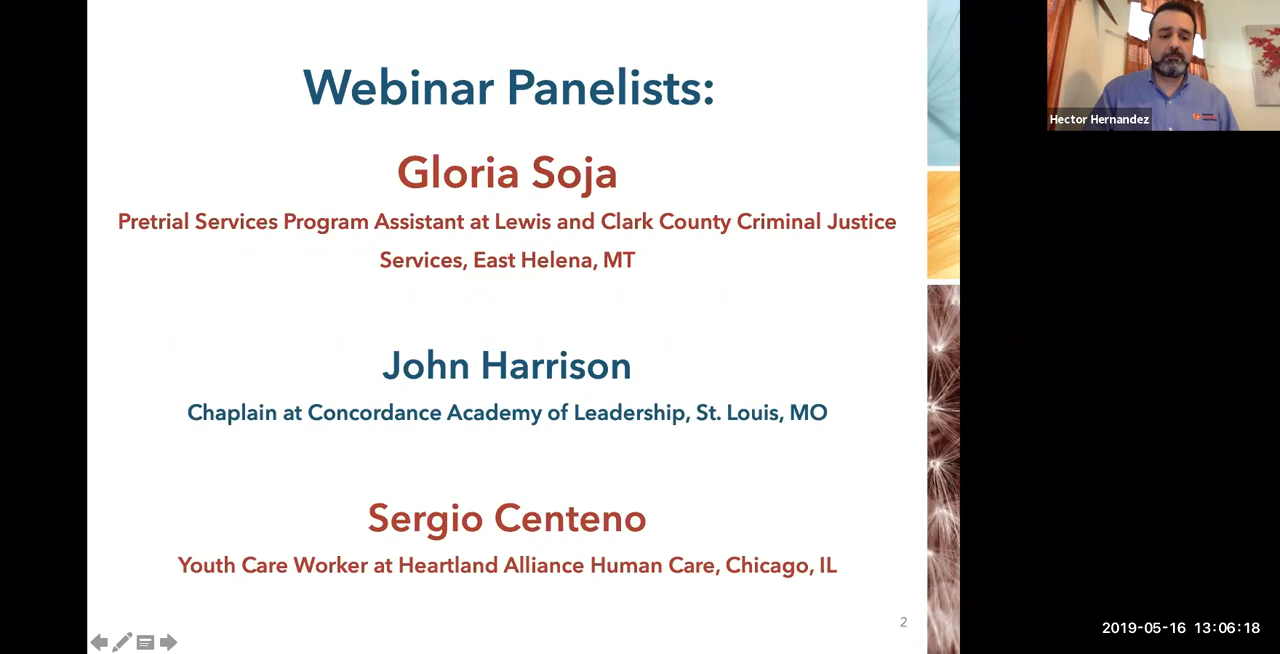 Webinar Panelists:
Gloria Soja
Pretrial Services Program Assistant at Lewis and Clark County Criminal Justice
Services, East Helena, MT
John Harrison
Chaplain at Concordance Academy of Leadership, St. Louis, MO
Sergio Centeno
Youth Care Worker at Heartland Alliance Human Care, Chicago, IL
2
Hector Hernandez
2019-05-16 13:06:18